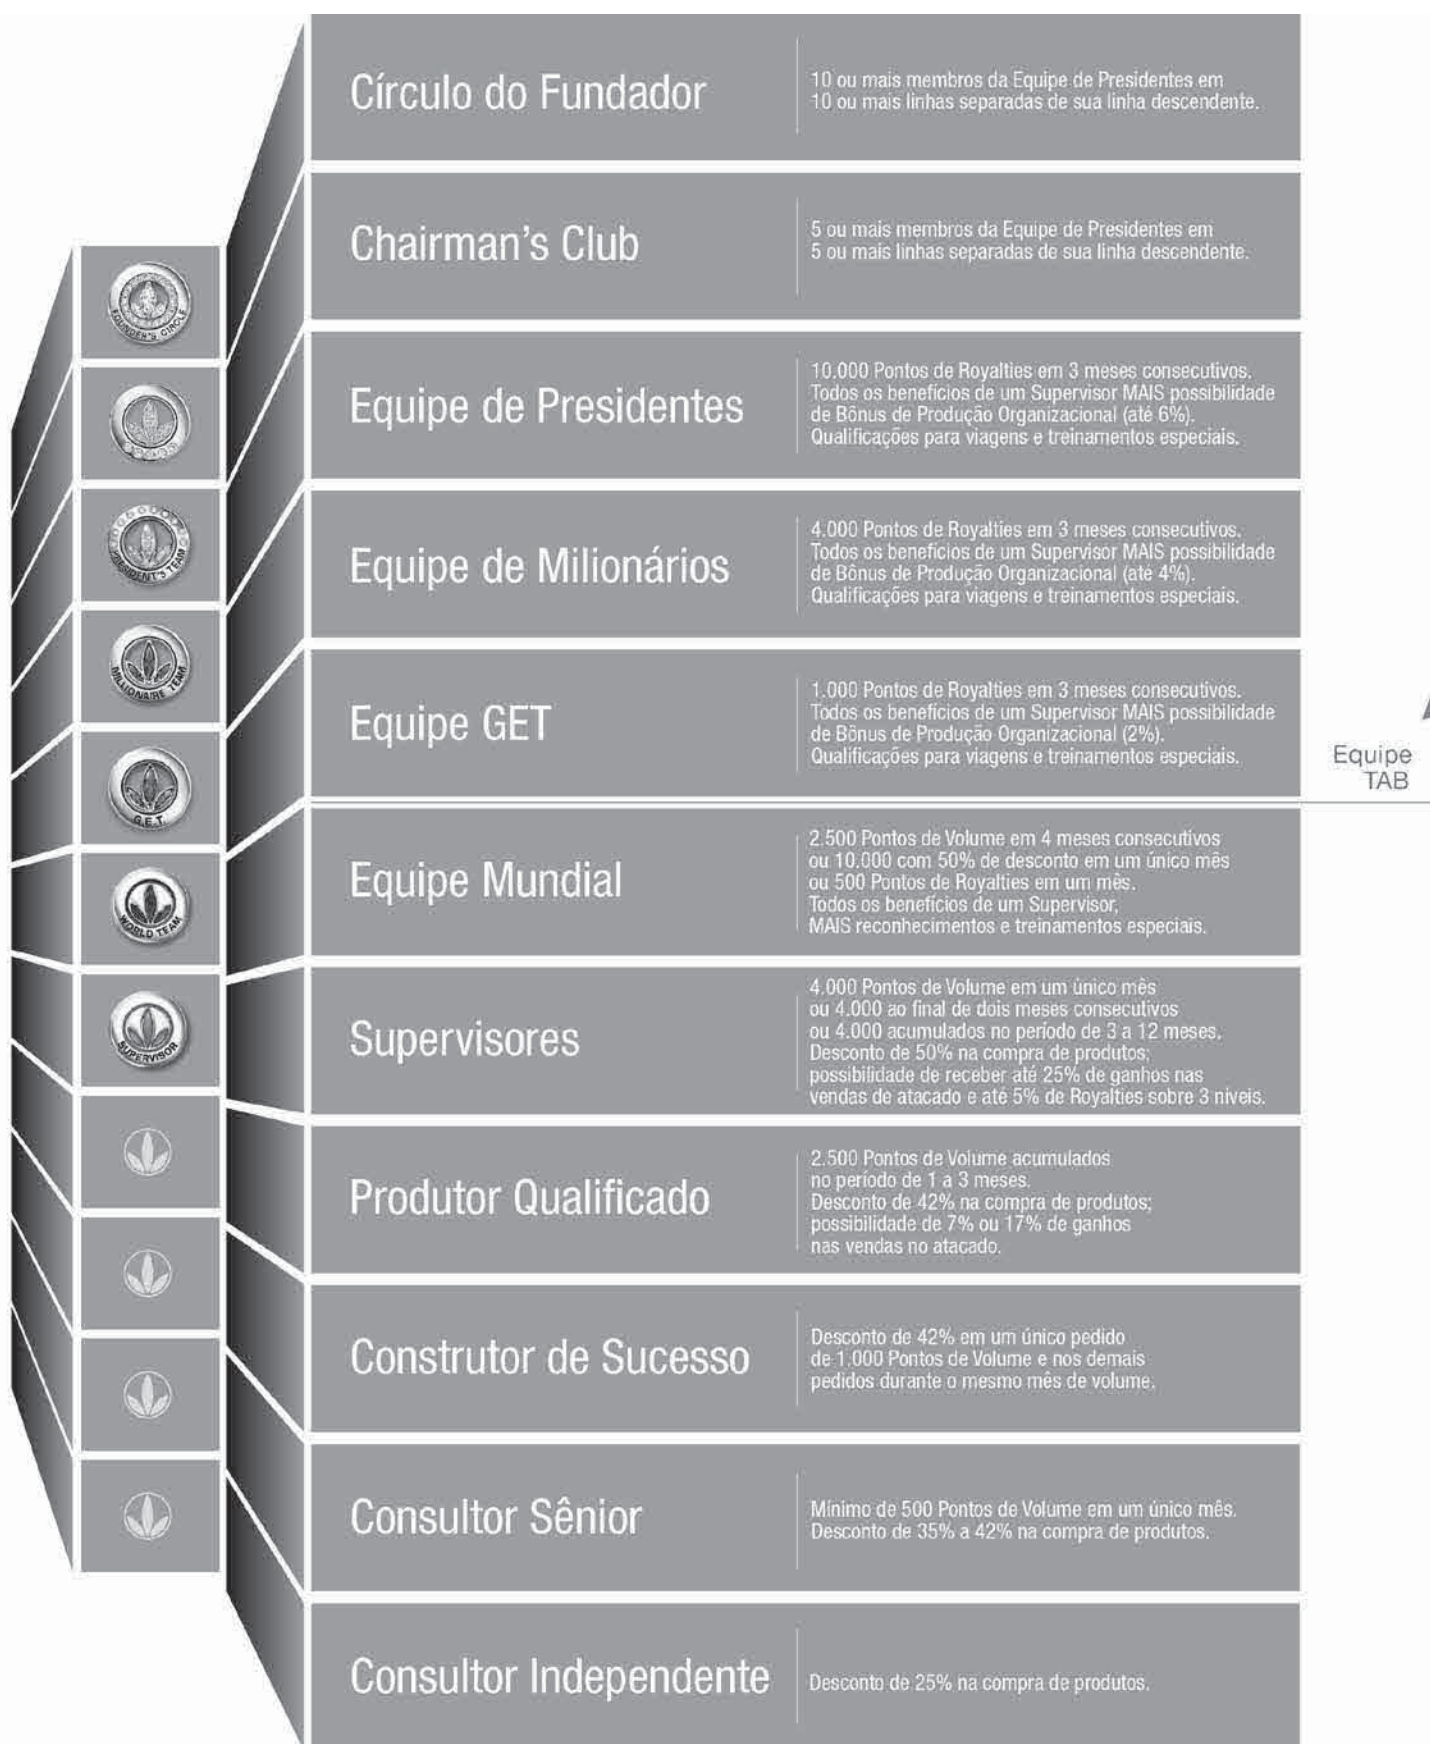 Círculo do Fundador
10 ou mais membros da Equipe de Presidentes em
10 ou mais linhas separadas de sua linha descendente.
Chairman's Club
5 ou mais membros da Equipe de Presidentes em
5 ou mais linhas separadas de sua linha descendente.
Equipe de Presidentes
10.000 Pontos de Royalties em 3 meses consecutivos.
Todos os benefícios de um Supervisor MAIS possibilidade
de Bônus de Produção Organizacional (até 6%).
Qualificações para viagens e treinamentos especiais.
Equipe de Milionários
4.000 Pontos de Royalties em 3 meses consecutivos.
Todos os benefícios de um Supervisor MAIS possibilidade
de Bônus de Produção Organizacional (até 4%).
Qualificações para viagens e treinamentos especiais.
Equipe GET
1.000 Pontos de Royalties em 3 meses consecutivos.
Todos os benefícios de um Supervisor MAIS possibilidade
de Bônus de Produção Organizacional (2%).
Qualificações para viagens e treinamentos especiais.
Equipe
TAB
Equipe Mundial
2.500 Pontos de Volume em 4 meses consecutivos
ou 10.000 com 50% de desconto em um único mês
ou 500 Pontos de Royalties em um mês.
Todos os benefícios de um Supervisor,
MAIS reconhecimentos e treinamentos especiais.
Supervisores
4.000 Pontos de Volume em um único mês
ou 4.000 ao final de dois meses consecutivos
ou 4.000 acumulados no período de 3 a 12 meses.
Desconto de 50% na compra de produtos;
possibilidade de receber até 25% de ganhos nas
vendas de atacado e até 5% de Royalties sobre 3 níveis.
Produtor Qualificado
2.500 Pontos de Volume acumulados
no período de 1 a 3 meses.
Desconto de 42% na compra de produtos;
possibilidade de 7% ou 17% de ganhos
nas vendas no atacado.
Construtor de Sucesso
Desconto de 42% em um único pedido
de 1.000 Pontos de Volume e nos demais
pedidos durante o mesmo mês de volume.
Consultor Sênior
Mínimo de 500 Pontos de Volume em um único mês.
Desconto de 35% a 42% na compra de produtos.
Consultor Independente
Desconto de 25% na compra de produtos.
FOUNDER'S CIRCLE
PRESIDENT'S TEAM
MILLIONAIRE TEAM
G.E.T.
WORLD TEAM
SUPERVISOR